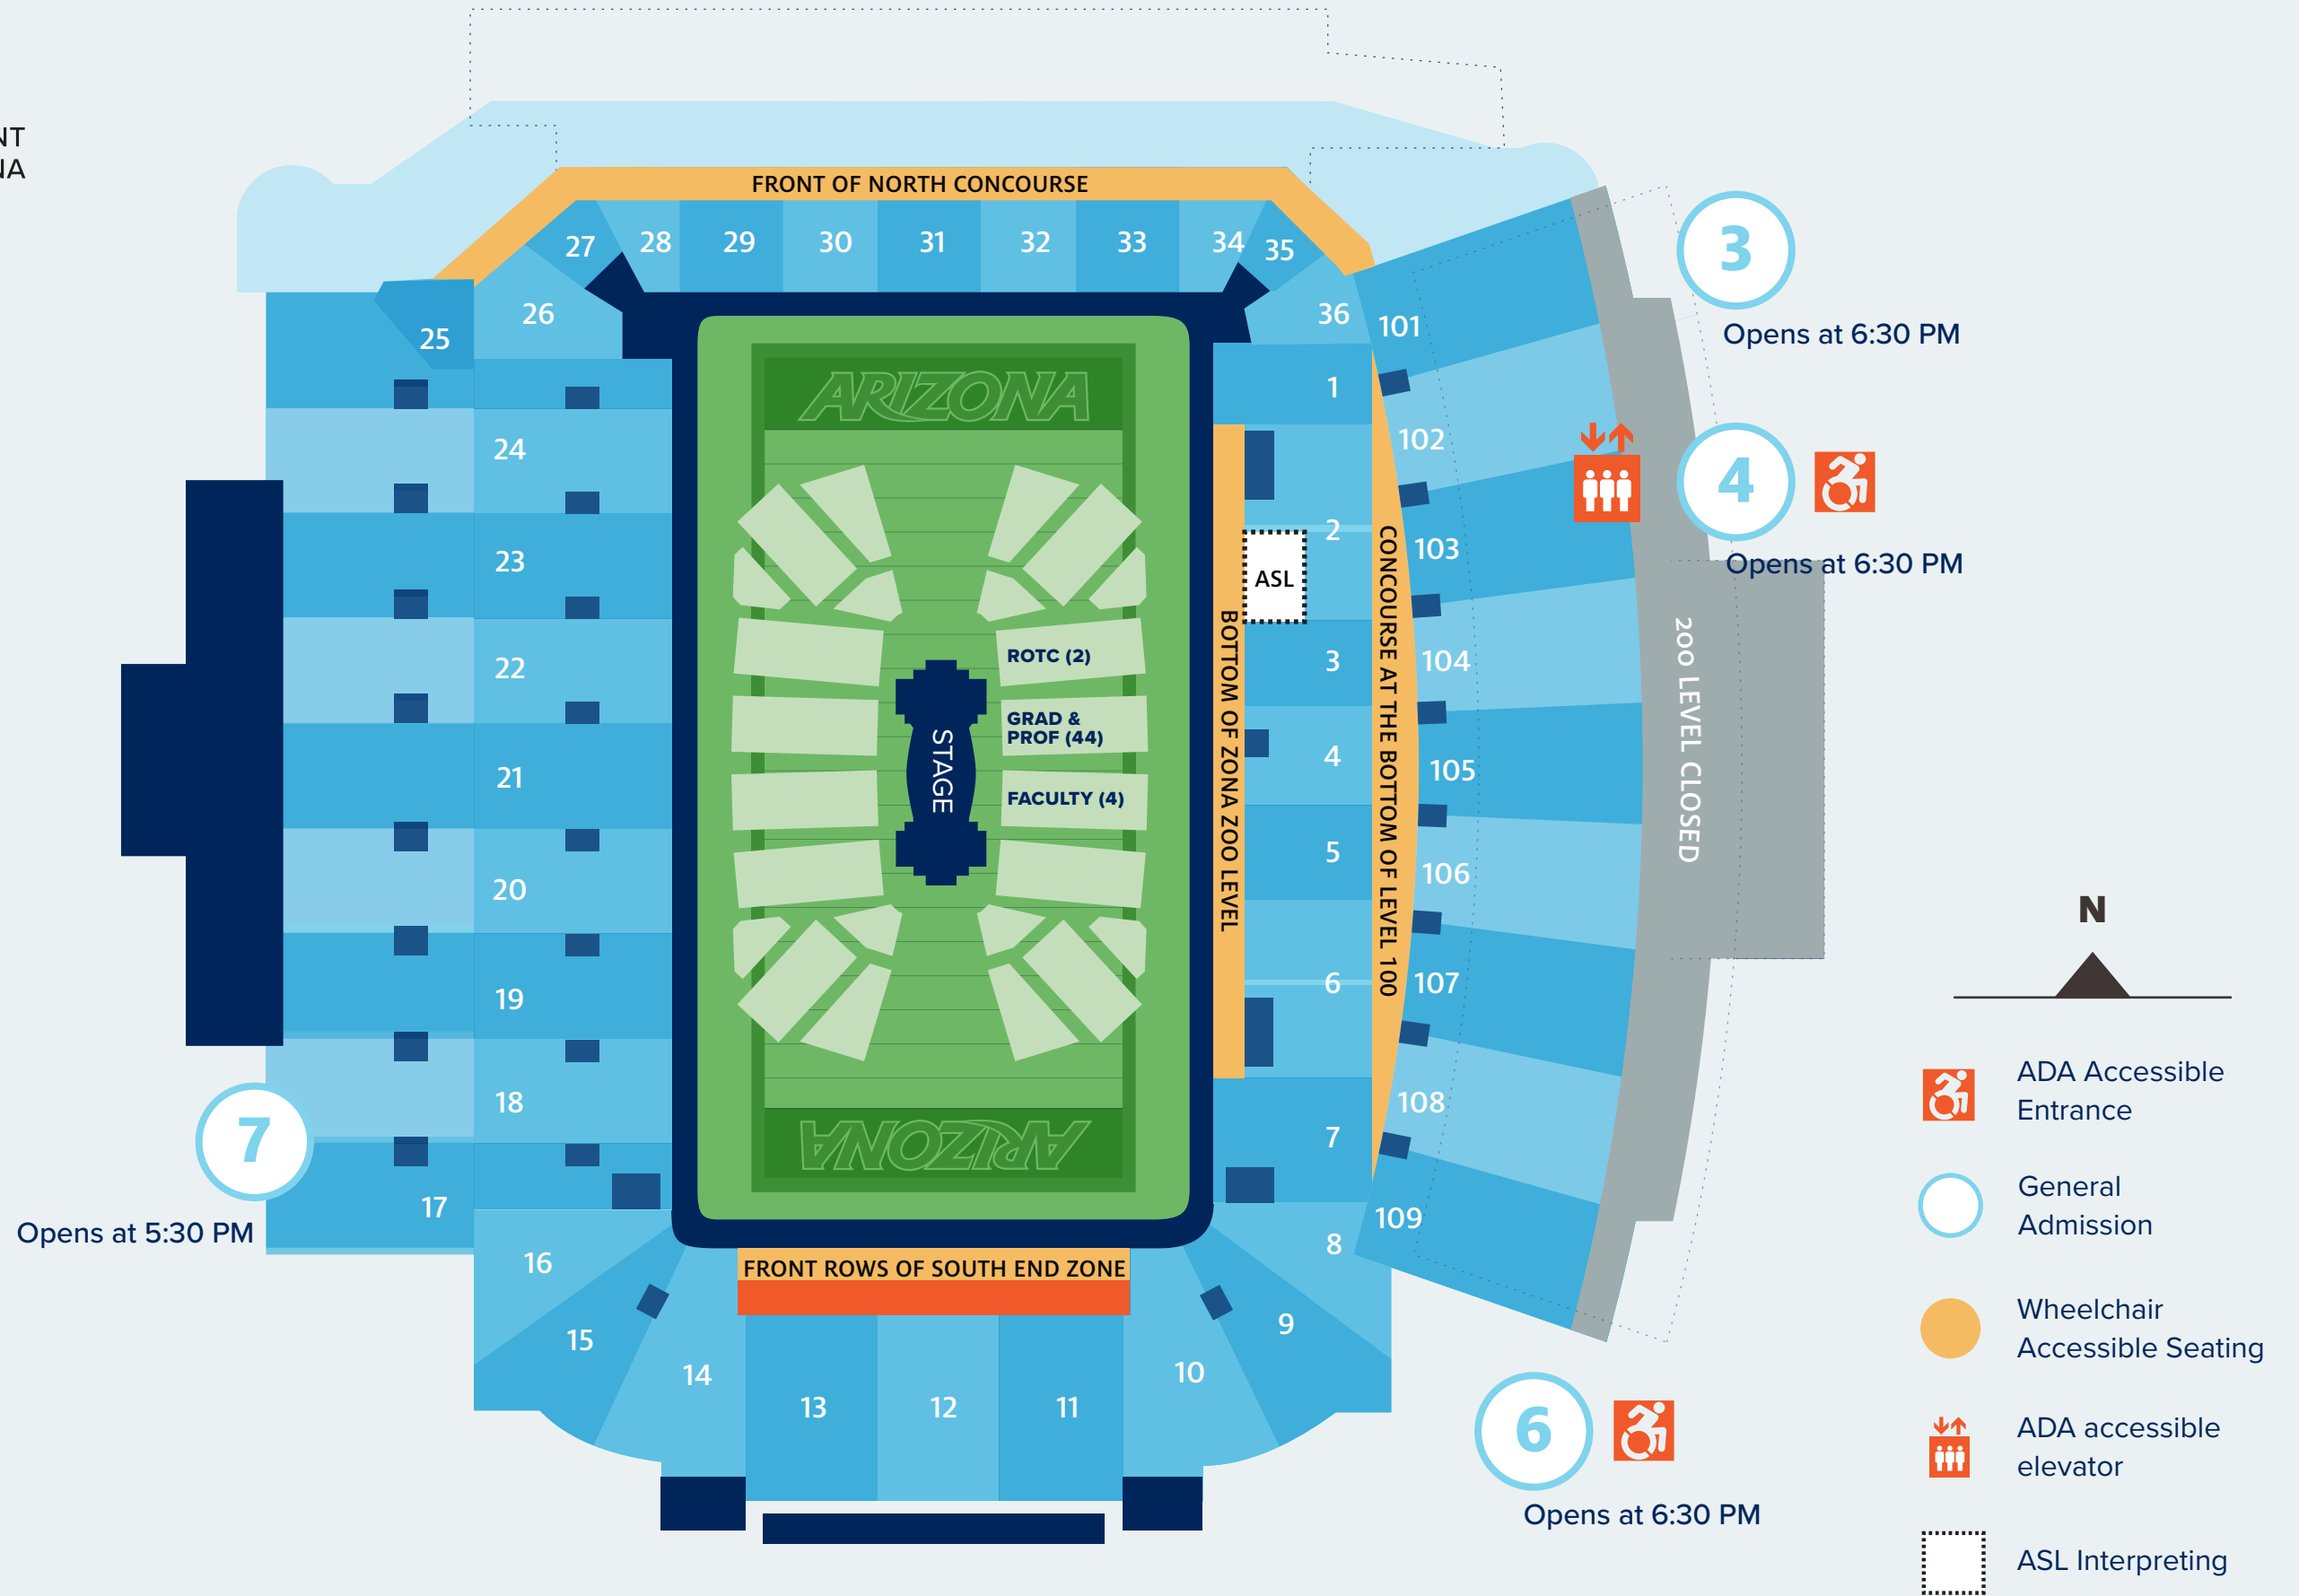 NT
NA
FRONT OF NORTH CONCOURSE
27
28
29
30
31
32
33
34
35
25
26
36
101
3
Opens at 6:30 PM
ARIZONA
1
24
102
4
Opens at 6:30 PM
2
23
ASL
103
22
ROTC (2)
3
104
GRAD &
PROF (44)
STAGE
BOTTOM OF ZONA ZOO LEVEL
CONCOURSE AT THE BOTTOM OF LEVEL 100
200 LEVEL CLOSED
4
21
105
FACULTY (4)
5
20
106
N
19
6
107
18
108
7
Opens at 5:30 PM
ARIZONA
7
17
109
16
8
FRONT ROWS OF SOUTH END ZONE
15
9
14
10
13
12
11
6
Opens at 6:30 PM
ADA Accessible
Entrance
General
Admission
Wheelchair
Accessible Seating
ADA accessible
elevator
ASL Interpreting